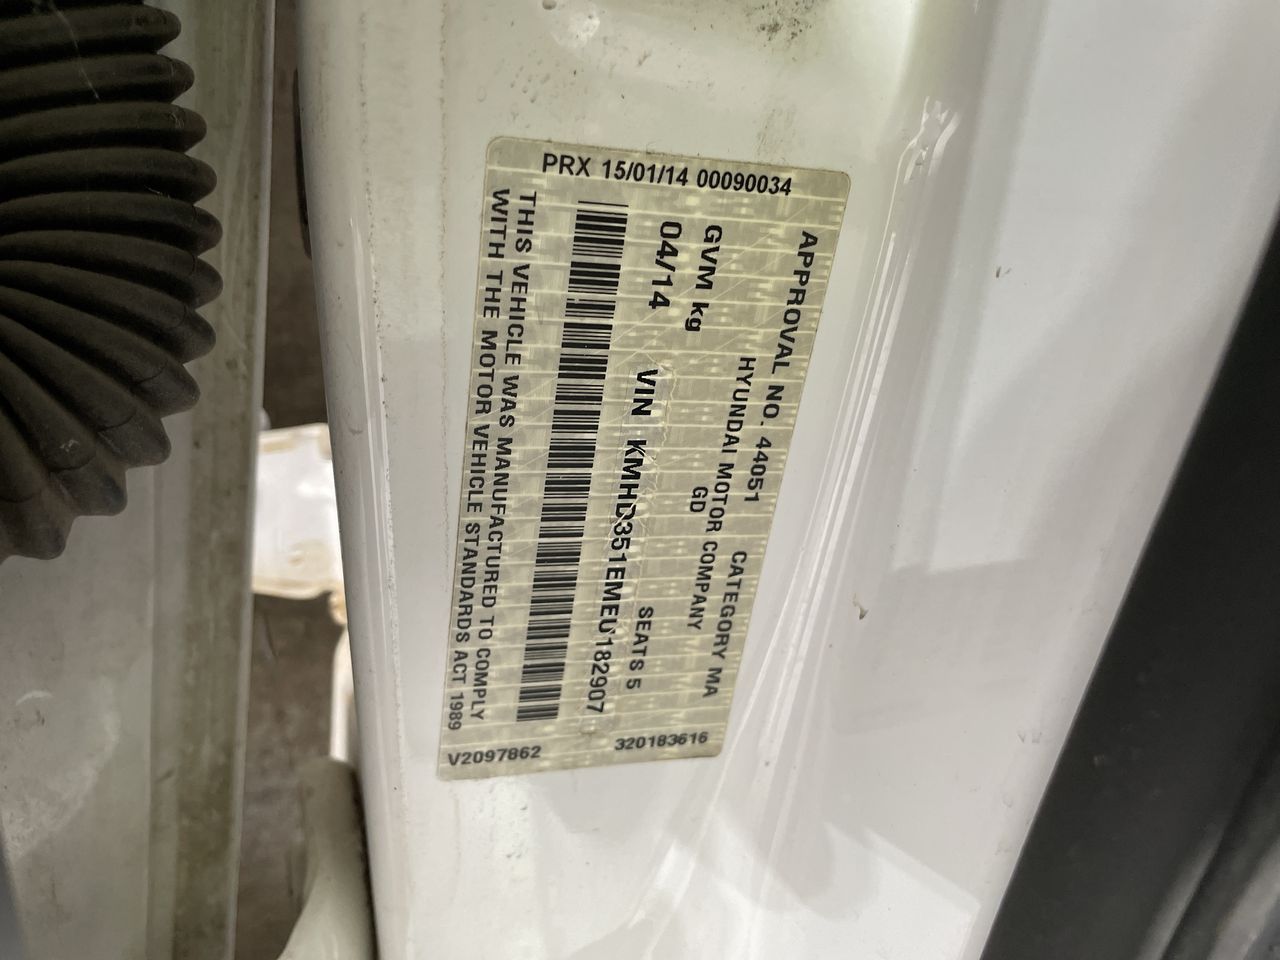 PRX 15/01/14 00090034
APPROVAL NO. 44051 CATEGORY MA
HYUNDAI MOTOR COMPANY
GVM kg GD
04/14 SEATS 5
VIN KMHD351EMEU182907
THIS VEHICLE WAS MANUFACTURED TO COMPLY
WITH THE MOTOR VEHICLE STANDARDS ACT 1989
V2097862 320183616